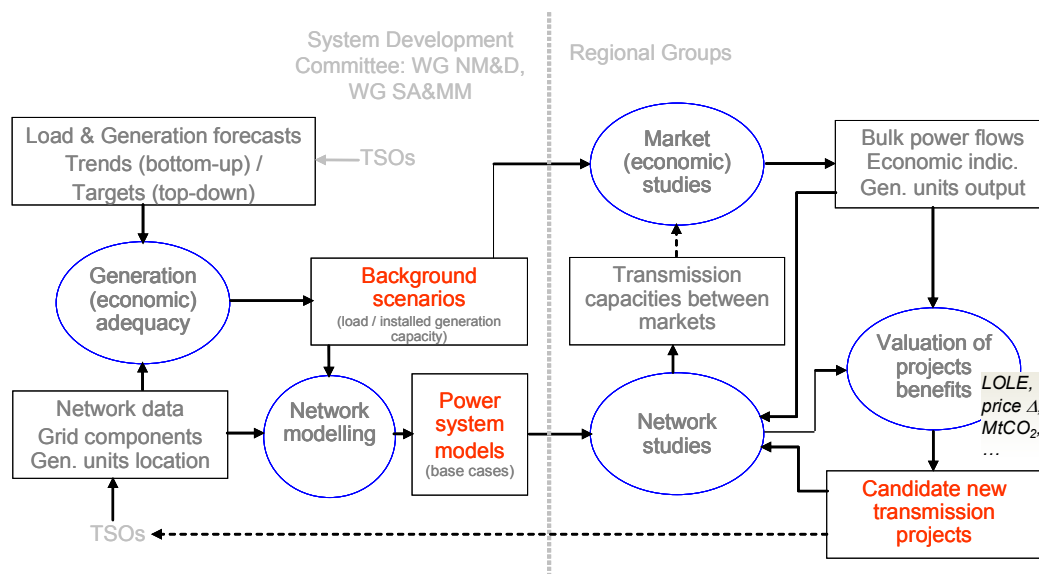 System Development
Committee: WG NM&D,
WG SA&MM
Regional Groups
Load & Generation forecasts
Trends (bottom-up) /
Targets (top-down)
TSOs
Market
(economic)
studies
Bulk power flows
Economic indic.
Gen. units output
Generation
(economic)
adequacy
Background
scenarios
(load / installed generation
capacity)
Transmission
capacities between
markets
Valuation of
projects
benefits
LOLE,
price Δ,
MtCO₂,
…
Network data
Grid components
Gen. units location
Network
modelling
Power
system
models
(base cases)
Network
studies
Candidate new
transmission
projects
TSOs